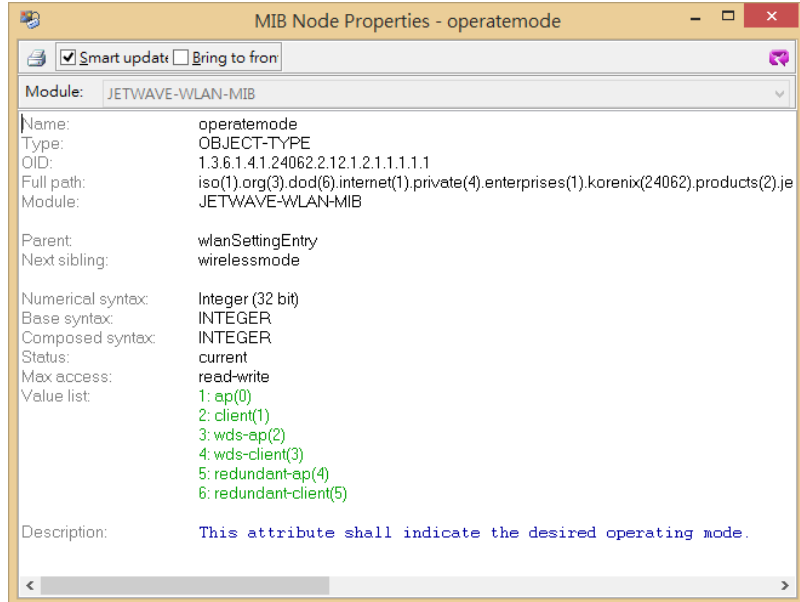 MIB Node Properties - operatemode
Smart update Bring to fron
Module: JETWAVE-WLAN-MIB
Name: operatemode
Type: OBJECT-TYPE
OID: 1.3.6.1.4.1.24062.2.12.1.2.1.1.1.1.1
Full path: iso(1).org(3).dod(6).internet(1).private(4).enterprises(1).korenix(24062).products(2).je
Module: JETWAVE-WLAN-MIB
Parent: wlanSettingEntry
Next sibling: wirelessmode
Numerical syntax: Integer (32 bit)
Base syntax: INTEGER
Composed syntax: INTEGER
Status: current
Max access: read-write
Value list: 1: ap(0)
2: client(1)
3: wds-ap(2)
4: wds-client(3)
5: redundant-ap(4)
6: redundant-client(5)
Description: This attribute shall indicate the desired operating mode.